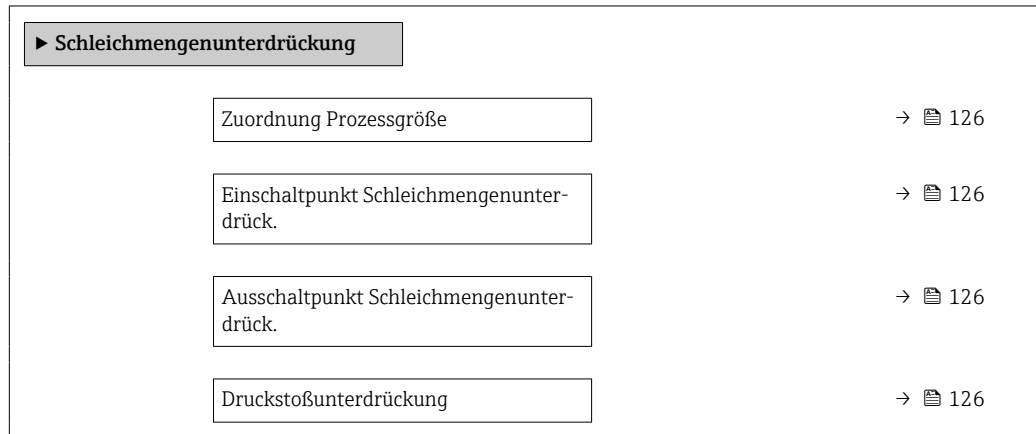 ▶ Schleichmengenunterdrückung
Zuordnung Prozessgröße → 126
Einschaltpunkt Schleichmengenunter-
drück. → 126
Ausschaltpunkt Schleichmengenunter-
drück. → 126
Druckstoßunterdrückung → 126